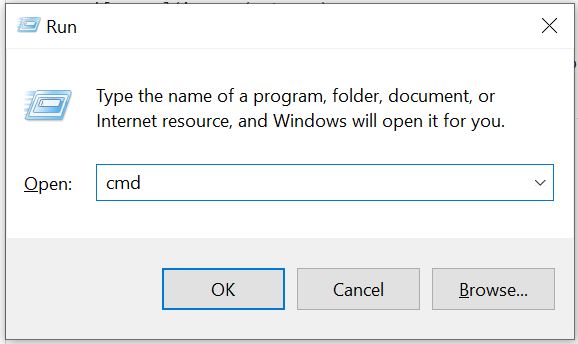 Run
Type the name of a program, folder, document, or
Internet resource, and Windows will open it for you.
Open: cmd
OK Cancel Browse...